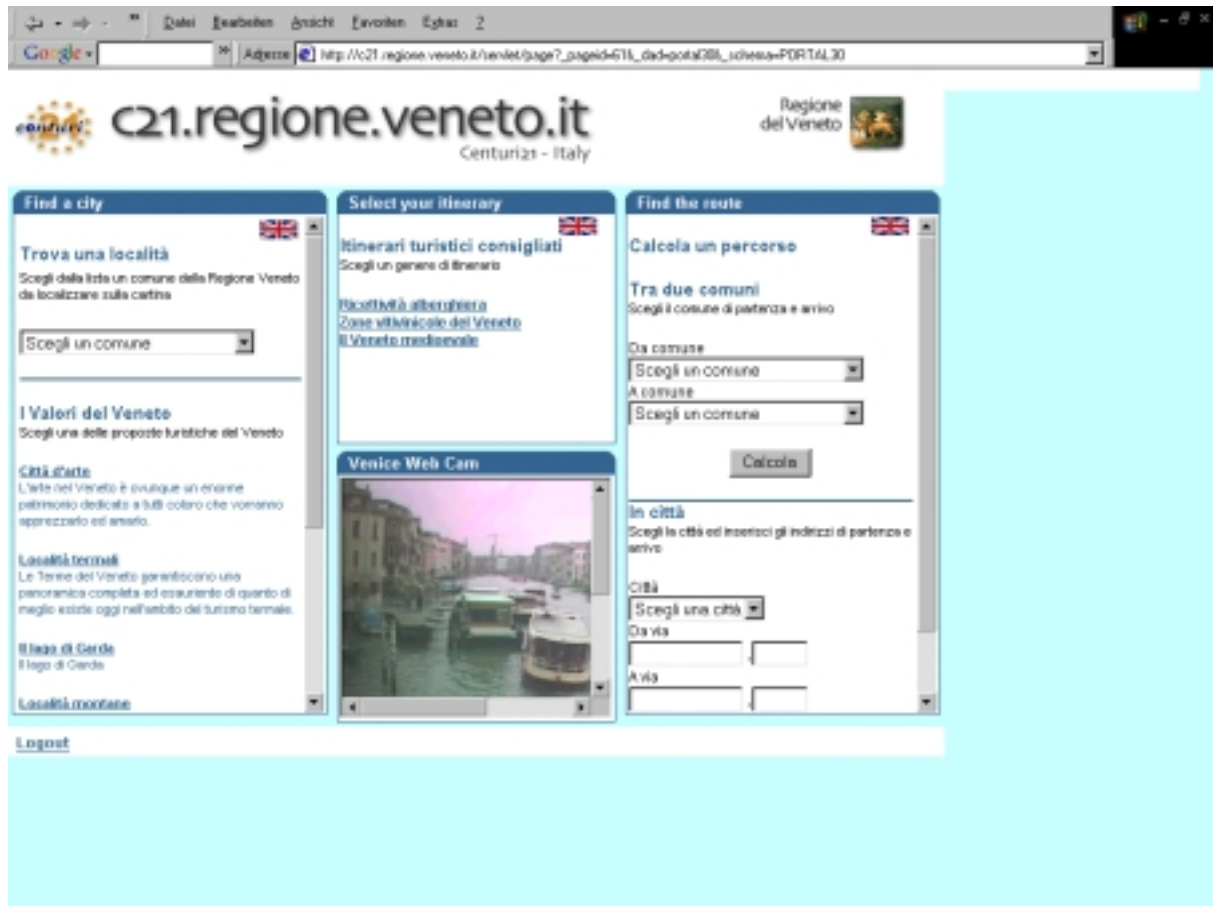 Datei Bearbeiten Ansicht Favoriten Extras ?
Google Adresse http://c21.regione.veneto.it/servlet/page?_pageid=61&_dad=portal30&_schema=PORTAL30
centuri 21
c21.regione.veneto.it
Centuri21 - Italy
Regione
del Veneto
Find a city
Trova una località
Scegli dalla lista un comune della Regione Veneto
da localizzare sulla cartina
Scegli un comune
I Valori del Veneto
Scegli una delle proposte turistiche del Veneto
Città d'arte
L'arte nel Veneto è ovunque un enorme
patrimonio dedicato a tutti coloro che vorranno
apprezzarlo ed amarlo.
Località termali
Le Terme del Veneto garantiscono una
panoramica completa ed esauriente di quanto di
meglio esiste oggi nell'ambito del turismo termale.
Il lago di Garda
Il lago di Garda
Località montane
Select your itinerary
Itinerari turistici consigliati
Scegli un genere di itinerario
Ricettività alberghiera
Zone vitivinicole del Veneto
Il Veneto medioevale
Venice Web Cam
Find the route
Calcola un percorso
Tra due comuni
Scegli il comune di partenza e arrivo
Da comune
Scegli un comune
A comune
Scegli un comune
Calcola
In città
Scegli la città ed inserisci gli indirizzi di partenza e
arrivo
Città
Scegli una città
Da via
,
A via
,
Logout